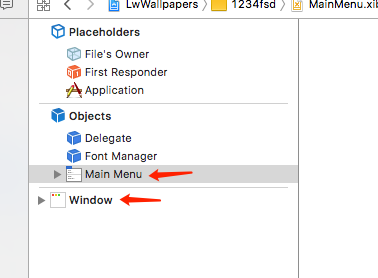 LwWallpapers 1234fsd MainMenu.xib
Placeholders
File's Owner
First Responder
Application
Objects
Delegate
Font Manager
Main Menu
Window